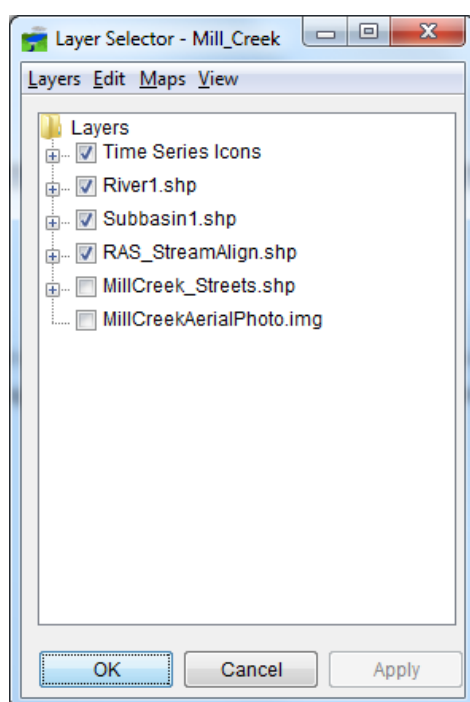 Layer Selector - Mill_Creek
Layers Edit Maps View
Layers
Time Series Icons
River1.shp
Subbasin1.shp
RAS_StreamAlign.shp
MillCreek_Streets.shp
MillCreekAerialPhoto.img
OK Cancel Apply